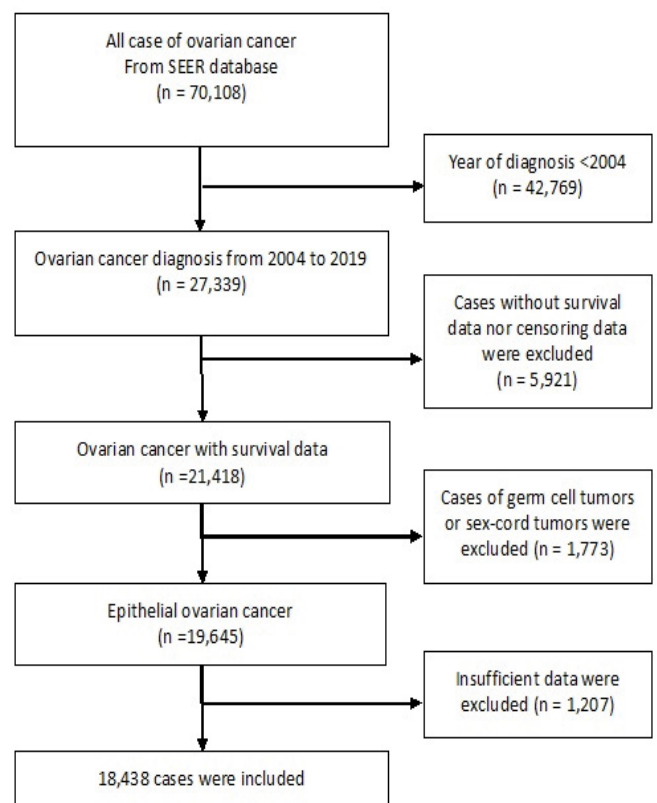 All case of ovarian cancer
From SEER database
(n = 70,108)
Year of diagnosis <2004
(n = 42,769)
Ovarian cancer diagnosis from 2004 to 2019
(n = 27,339)
Cases without survival
data nor censoring data
were excluded
(n = 5,921)
Ovarian cancer with survival data
(n =21,418)
Cases of germ cell tumors
or sex-cord tumors were
excluded (n = 1,773)
Epithelial ovarian cancer
(n =19,645)
Insufficient data were
excluded (n = 1,207)
18,438 cases were included